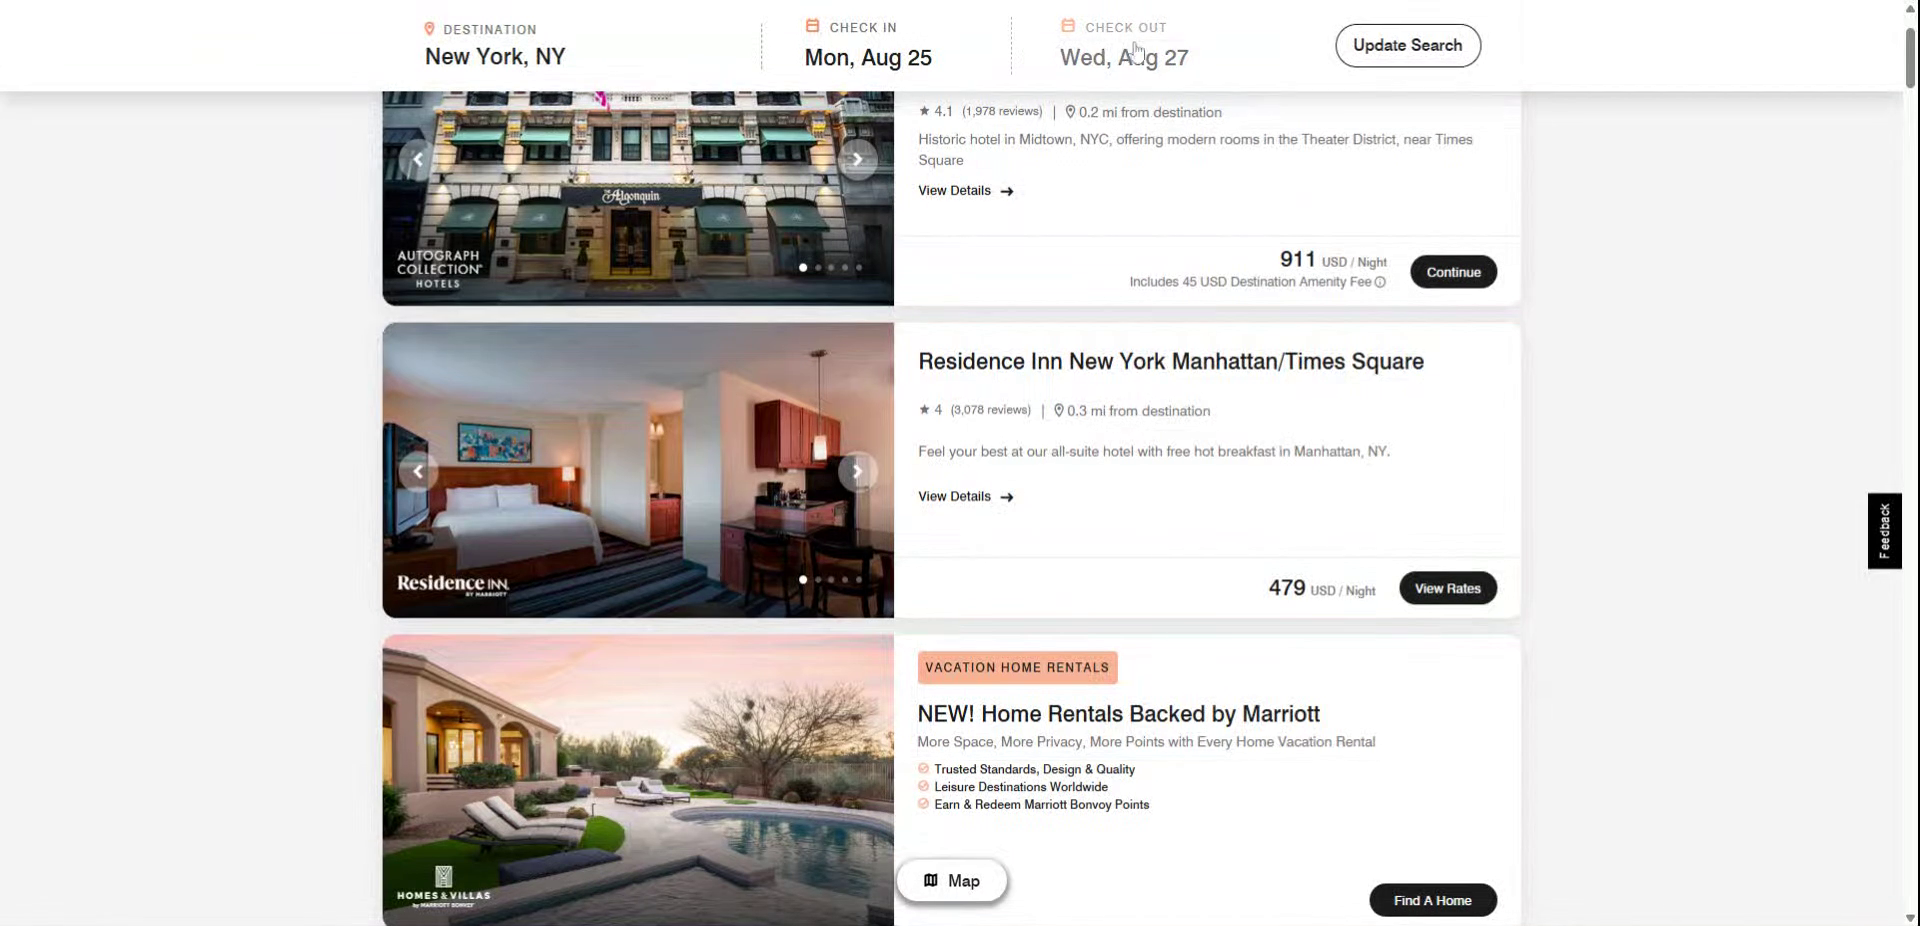 DESTINATION
New York, NY
CHECK IN
Mon, Aug 25
CHECK OUT
Wed, Aug 27
Update Search
The Algonquin
AUTOGRAPH
COLLECTION
HOTELS
★ 4.1 (1,978 reviews) | 0.2 mi from destination
Historic hotel in Midtown, NYC, offering modern rooms in the Theater District, near Times
Square
View Details →
911 USD / Night
Includes 45 USD Destination Amenity Fee
Continue
Residence INN
BY MARRIOTT
Residence Inn New York Manhattan/Times Square
★ 4 (3,078 reviews) | 0.3 mi from destination
Feel your best at our all-suite hotel with free hot breakfast in Manhattan, NY.
View Details →
479 USD / Night
View Rates
HOMES & VILLAS
by MARRIOTT BONVOY
VACATION HOME RENTALS
NEW! Home Rentals Backed by Marriott
More Space, More Privacy, More Points with Every Home Vacation Rental
Trusted Standards, Design & Quality
Leisure Destinations Worldwide
Earn & Redeem Marriott Bonvoy Points
Map
Find A Home
Feedback